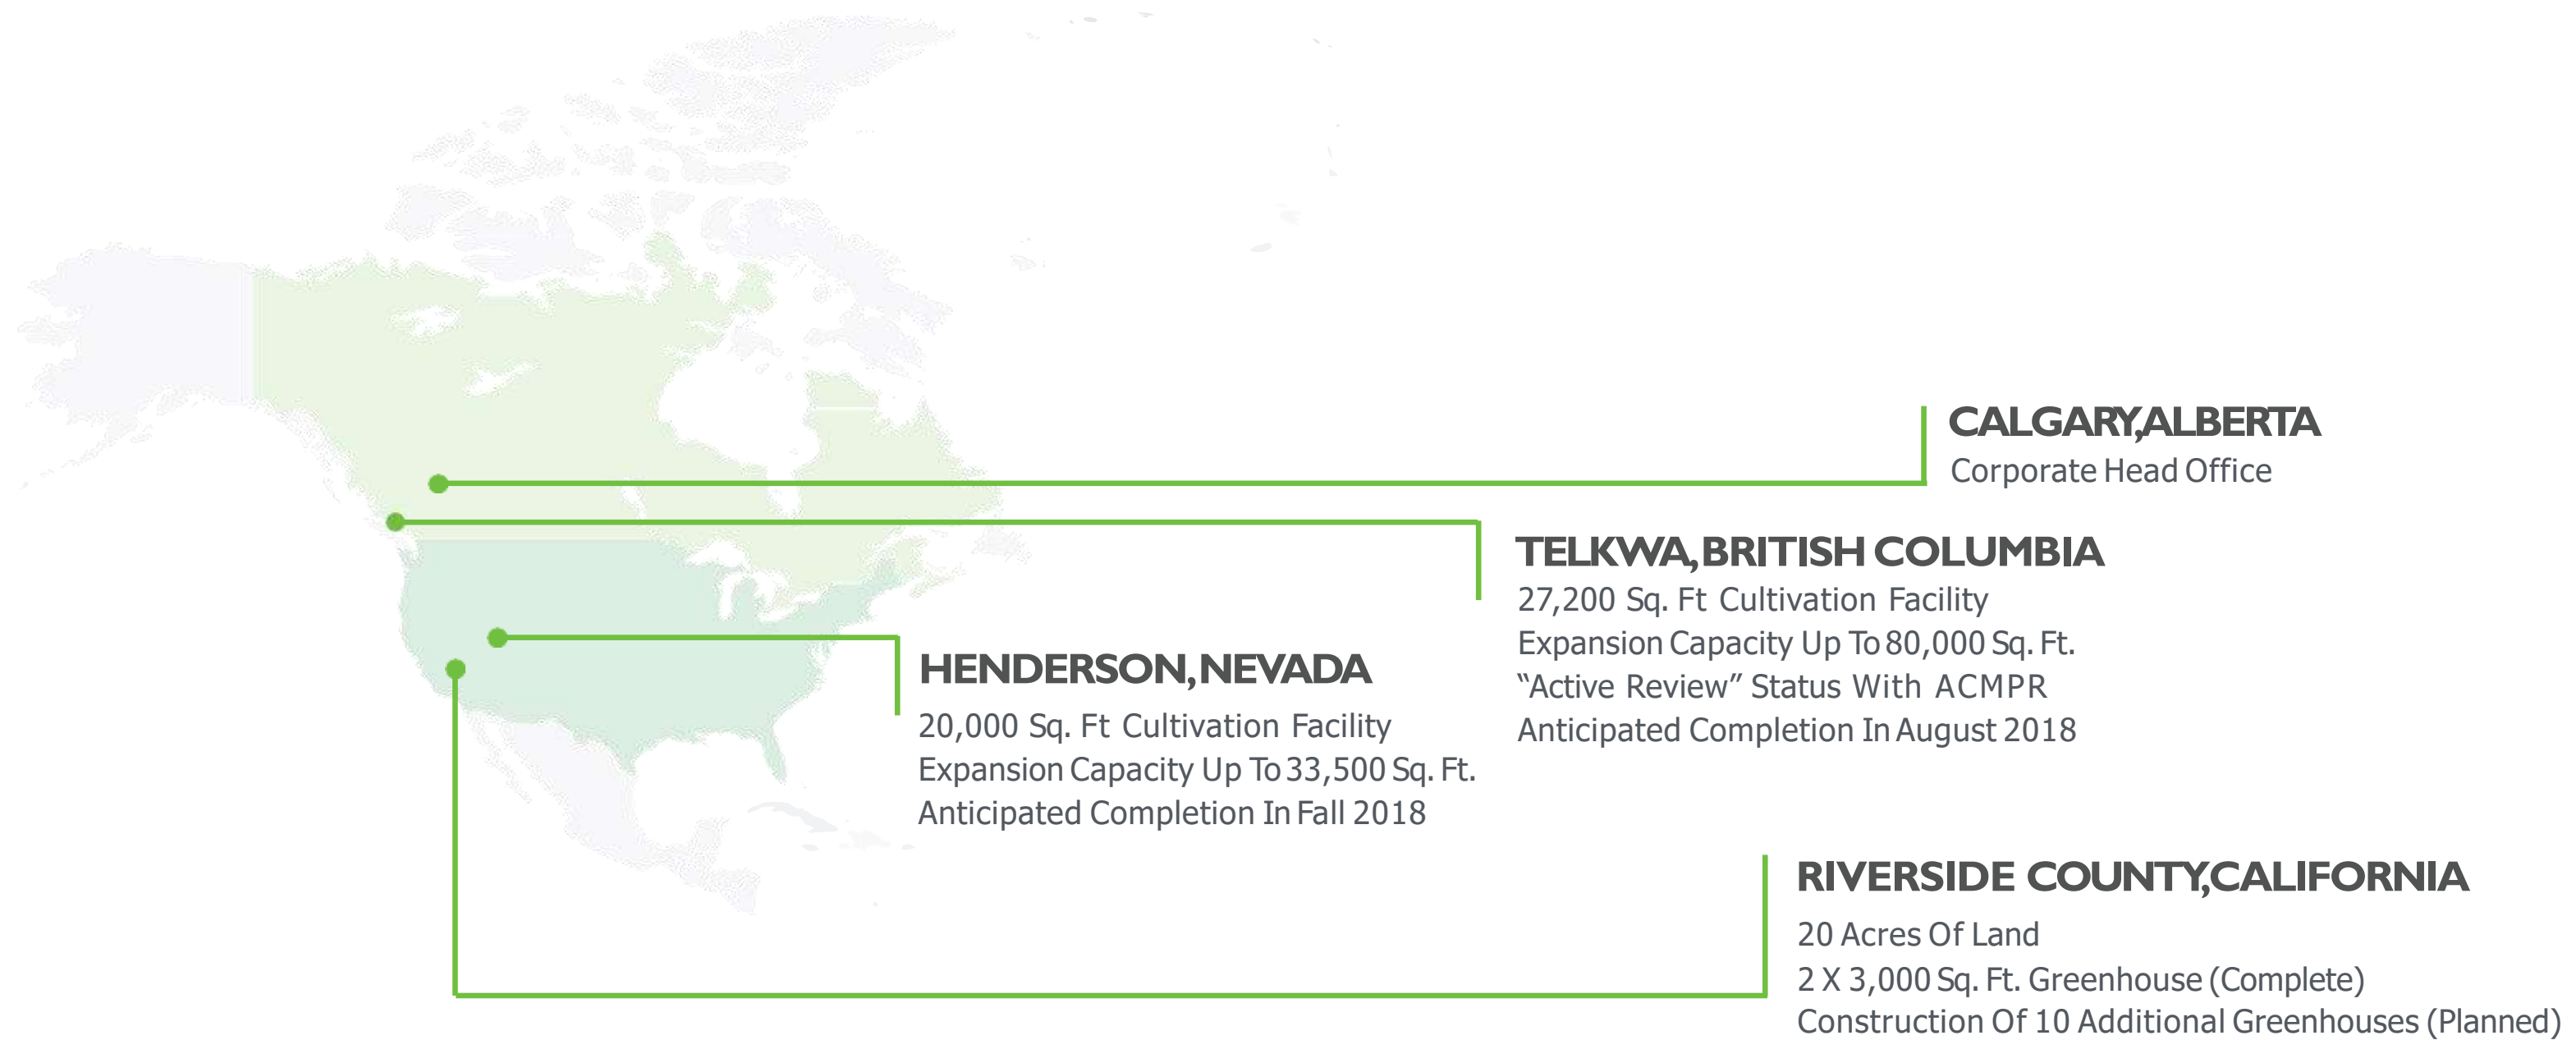 CALGARY,ALBERTA
Corporate Head Office
TELKWA,BRITISH COLUMBIA
27,200 Sq. Ft Cultivation Facility
Expansion Capacity Up To 80,000 Sq. Ft.
“Active Review” Status With ACMPR
Anticipated Completion In August 2018
HENDERSON,NEVADA
20,000 Sq. Ft Cultivation Facility
Expansion Capacity Up To 33,500 Sq. Ft.
Anticipated Completion In Fall 2018
RIVERSIDE COUNTY,CALIFORNIA
20 Acres Of Land
2 X 3,000 Sq. Ft. Greenhouse (Complete)
Construction Of 10 Additional Greenhouses (Planned)